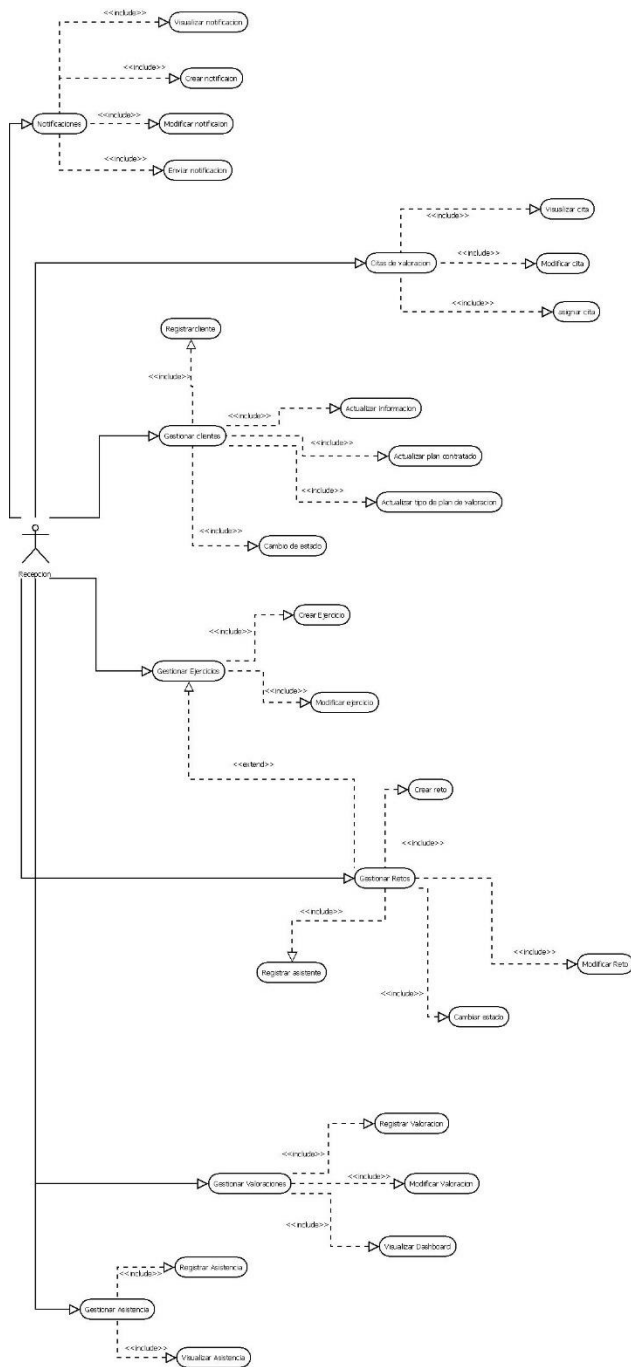 <<include>>
Visualizar notificacion
<<include>>
Crear notificaion
Notificaciones
<<include>>
Modificar notificaion
<<include>>
Enviar notificacion
<<include>>
Visualizar cita
Citas de valoracion
<<include>>
Modificar cita
<<include>>
asignar cita
Registrar cliente
<<include>>
<<include>>
Actualizar Informacion
Gestionar clientes
<<include>>
Actualizar plan contratado
<<include>>
Actualizar tipo de plan de valoracion
<<include>>
Cambio de estado
Recepcion
Crear Ejercicio
<<include>>
Gestionar Ejercicios
<<include>>
Modificar ejercicio
<<extend>>
Crear reto
<<include>>
Gestionar Retos
<<include>>
<<include>>
Modificar Reto
Registrar asistente
<<include>>
Cambiar estado
Registrar Valoracion
<<include>>
Gestionar Valoraciones
<<include>>
Modificar Valoracion
<<include>>
Visualizar Dashboard
Registrar Asistencia
<<include>>
Gestionar Asistencia
<<include>>
Visualizar Asistencia